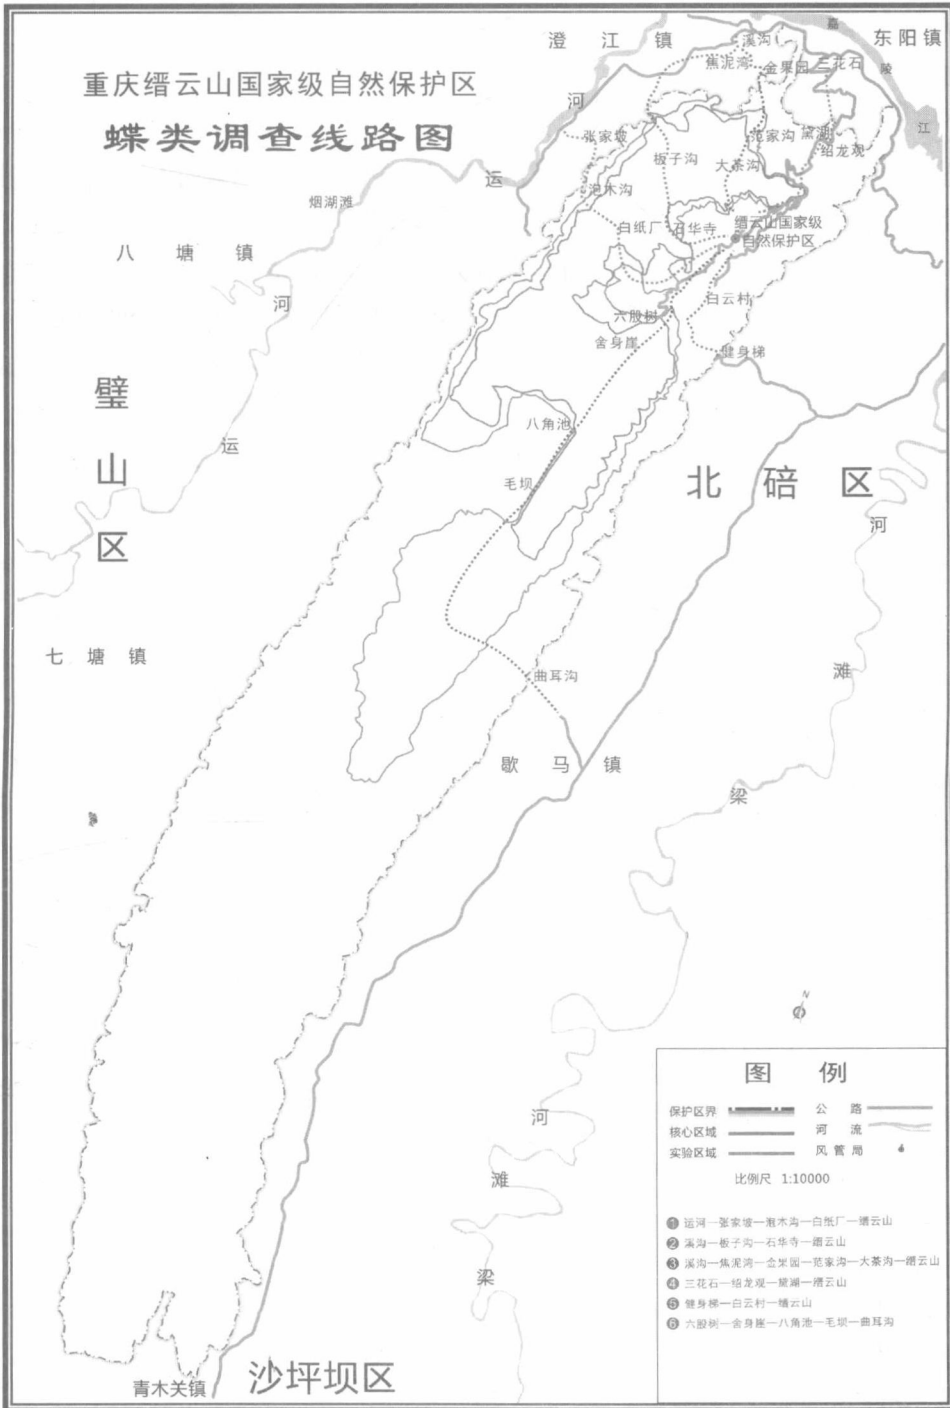 重庆缙云山国家级自然保护区
蝶类调查线路图
澄江镇
东阳镇
嘉
陵
江
溪沟
焦泥湾
金果园
三花石
河
张家坡
范家沟
黛湖
绍龙观
板子沟
大茶沟
运
泡木沟
烟湖滩
白纸厂
石华寺
缙云山国家级
自然保护区
八塘镇
河
白云村
六股树
舍身崖
健身梯
璧山区
八角池
运
毛坝
北碚区
河
七塘镇
曲耳沟
滩
歇马镇
梁
N
河
滩
梁
青木关镇
沙坪坝区
图例
保护区界
公路
核心区域
河流
实验区域
风管局
比例尺 1:10000
① 运河—张家坡—泡木沟—白纸厂—缙云山
② 溪沟—板子沟—石华寺—缙云山
③ 溪沟—焦泥湾—金果园—范家沟—大茶沟—缙云山
④ 三花石—绍龙观—黛湖—缙云山
⑤ 健身梯—白云村—缙云山
⑥ 六股树—舍身崖—八角池—毛坝—曲耳沟